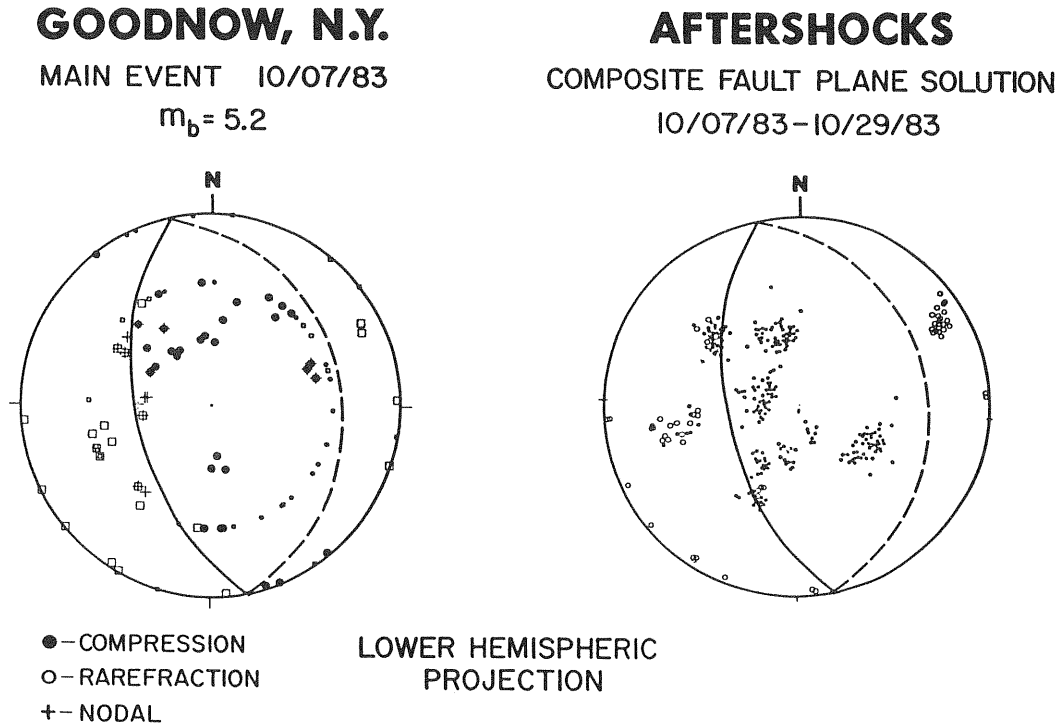 GOODNOW, N.Y.
MAIN EVENT 10/07/83
mb = 5.2
N
AFTERSHOCKS
COMPOSITE FAULT PLANE SOLUTION
10/07/83–10/29/83
N
●–COMPRESSION
○–RAREFRACTION
+–NODAL
LOWER HEMISPHERIC
PROJECTION